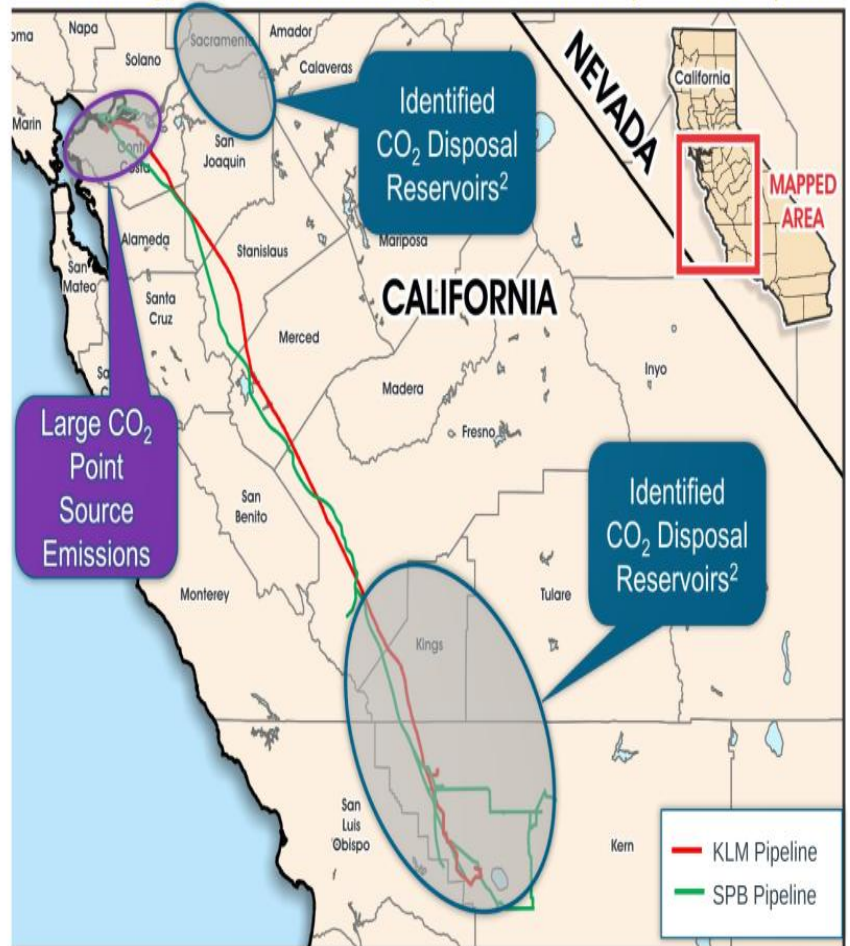 Napa
Sacramento
Amador
Solano
Calaveras
NEVADA
California
Marin
San
Joaquin
Identified
CO₂ Disposal
Reservoirs²
MAPPED
AREA
Contra
Costa
Alameda
Stanislaus
Mariposa
San
Mateo
Santa
Cruz
CALIFORNIA
Merced
Inyo
Madera
Large CO₂
Point
Source
Emissions
Fresno
San
Benito
Identified
CO₂ Disposal
Reservoirs²
Monterey
Tulare
Kings
San
Luis
Obispo
Kern
KLM Pipeline
SPB Pipeline